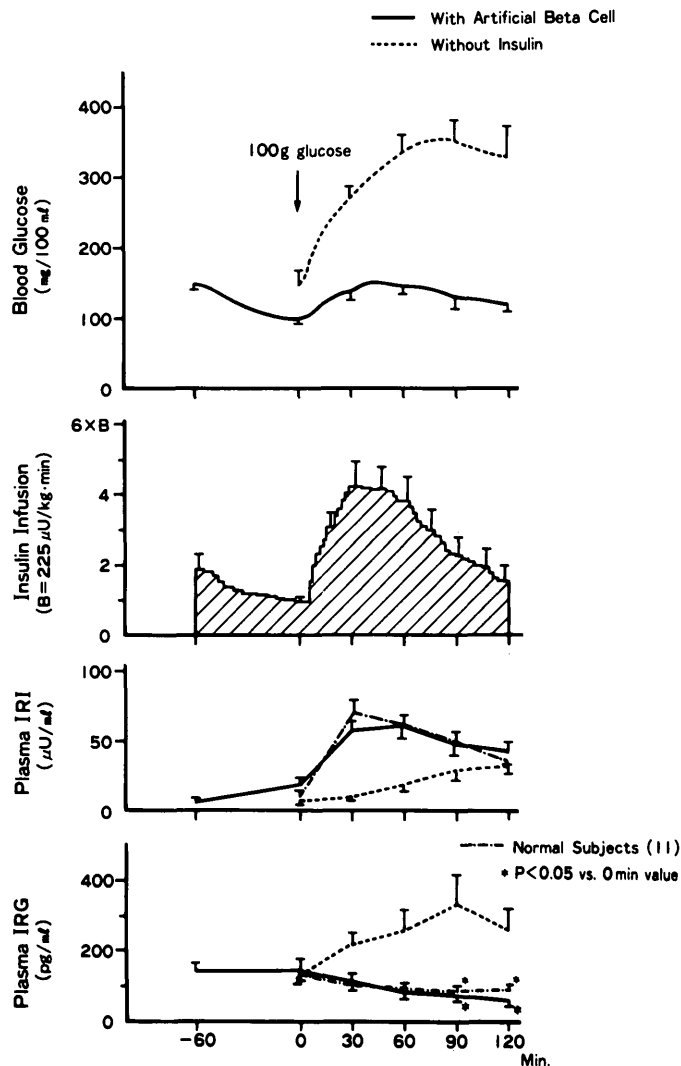 With Artificial Beta Cell
Without Insulin
400
300
200
100
0
Blood Glucose
(mg/100 ml)
100g glucose
6×B
4
2
0
Insulin Infusion
(B=225 μU/kg·min)
100
50
0
Plasma IRI
(μU/ml)
Normal Subjects (11)
* P<0.05 vs. 0 min value
400
200
0
Plasma IRG
(pg/ml)
* *
* *
-60 0 30 60 90 120
Min.